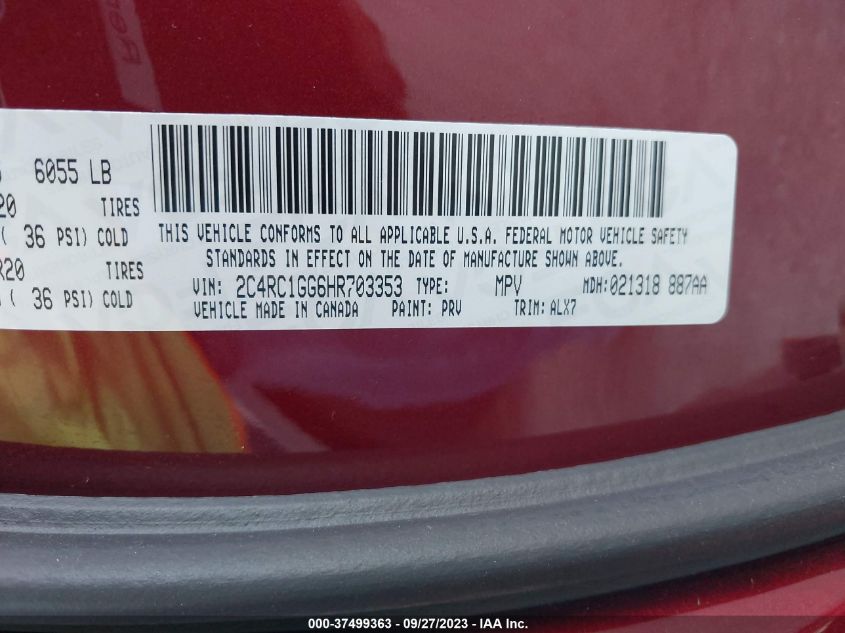 6055 LB
20 TIRES
( 36 PSI) COLD
R20 TIRES
36 PSI) COLD
THIS VEHICLE CONFORMS TO ALL APPLICABLE U.S.A. FEDERAL MOTOR VEHICLE SAFETY
STANDARDS IN EFFECT ON THE DATE OF MANUFACTURE SHOWN ABOVE.
VIN: 2C4RC1GG6HR703353 TYPE: MPV MDH:021318 887AA
VEHICLE MADE IN CANADA PAINT: PRV TRIM: ALX7
000-37499363 - 09/27/2023 - IAA Inc.